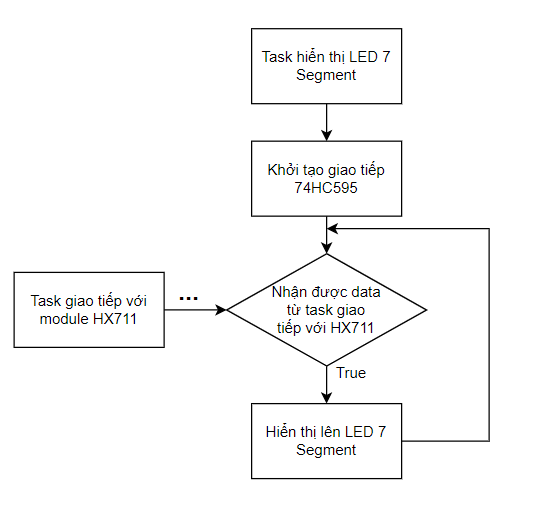 Task hiển thị LED 7
Segment
Khởi tạo giao tiếp
74HC595
Task giao tiếp với
module HX711
...
Nhận được data
từ task giao
tiếp với HX711
True
Hiển thị lên LED 7
Segment